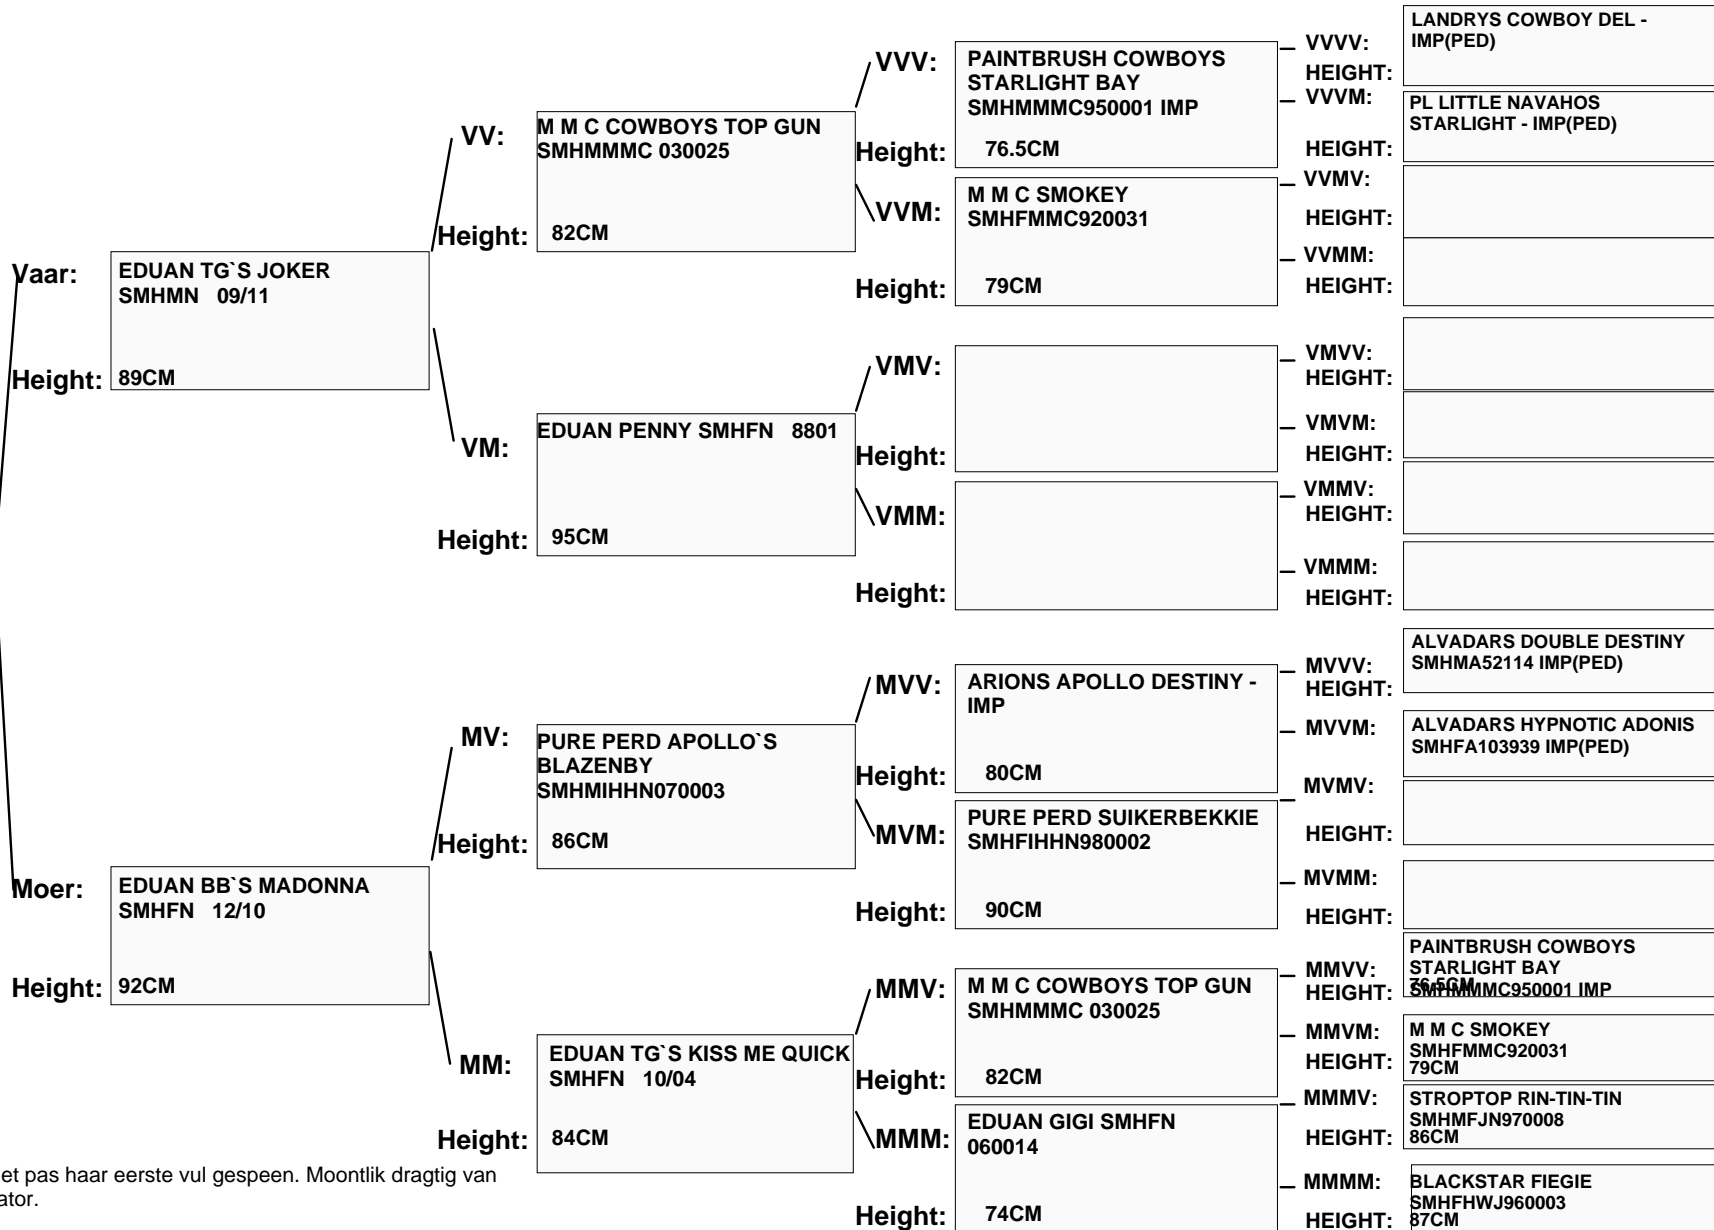 Vaar:
EDUAN TG`S JOKER
SMHMN 09/11
Height:
89CM
Moer:
EDUAN BB`S MADONNA
SMHFN 12/10
Height:
92CM
et pas haar eerste vul gespeen. Moontlik dragtig van
ator.
VV:
M M C COWBOYS TOP GUN
SMHMMMC 030025
Height:
82CM
VM:
EDUAN PENNY SMHFN 8801
Height:
95CM
MV:
PURE PERD APOLLO`S
BLAZENBY
SMHMIHHN070003
Height:
86CM
MM:
EDUAN TG`S KISS ME QUICK
SMHFN 10/04
Height:
84CM
VVV:
PAINTBRUSH COWBOYS
STARLIGHT BAY
SMHMMMC950001 IMP
Height:
76.5CM
VVM:
M M C SMOKEY
SMHFMMC920031
Height:
79CM
VMV:
Height:
VMM:
Height:
MVV:
ARIONS APOLLO DESTINY -
IMP
Height:
80CM
MVM:
PURE PERD SUIKERBEKKIE
SMHFIHHN980002
Height:
90CM
MMV:
M M C COWBOYS TOP GUN
SMHMMMC 030025
Height:
82CM
MMM:
EDUAN GIGI SMHFN
060014
Height:
74CM
VVVV:
LANDRYS COWBOY DEL -
IMP(PED)
HEIGHT:
VVVM:
PL LITTLE NAVAHOS
STARLIGHT - IMP(PED)
HEIGHT:
VVMV:
HEIGHT:
VVMM:
HEIGHT:
VMVV:
HEIGHT:
VMVM:
HEIGHT:
VMMV:
HEIGHT:
VMMM:
HEIGHT:
MVVV:
ALVADARS DOUBLE DESTINY
SMHMA52114 IMP(PED)
HEIGHT:
MVVM:
ALVADARS HYPNOTIC ADONIS
SMHFA103939 IMP(PED)
MVMV:
HEIGHT:
MVMM:
HEIGHT:
MMVV:
PAINTBRUSH COWBOYS
STARLIGHT BAY
SMHMMMC950001 IMP
HEIGHT:
76.5CM
MMVM:
M M C SMOKEY
SMHFMMC920031
HEIGHT:
79CM
MMMV:
STROPTOP RIN-TIN-TIN
SMHMFJN970008
HEIGHT:
86CM
MMMM:
BLACKSTAR FIEGIE
SMHFHWJ960003
HEIGHT:
87CM